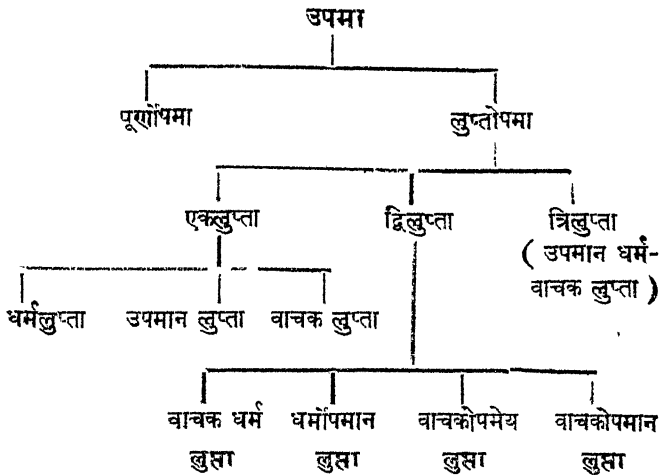 उपमा
पूर्णोपमा लुप्तोपमा
एकलुप्ता द्विलुप्ता त्रिलुप्ता
( उपमान धर्म-
वाचक लुप्ता )
धर्मलुप्ता उपमान लुप्ता वाचक लुप्ता
वाचक धर्म धर्मोपमान वाचकोपमेय वाचकोपमान
लुप्ता लुप्ता लुप्ता लुप्ता